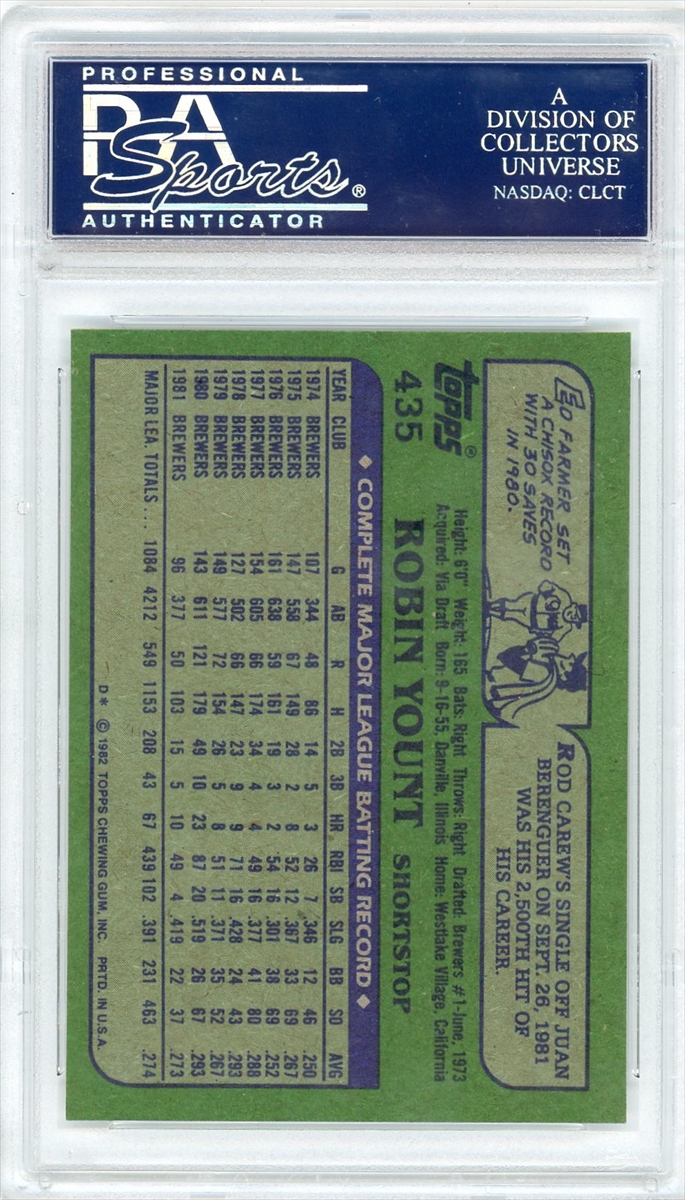 PROFESSIONAL
PSA
Sports®
AUTHENTICATOR
A
DIVISION OF
COLLECTORS
UNIVERSE
NASDAQ: CLCT
ED FARMER SET
A CHISOX RECORD
WITH 30 SAVES
IN 1980.
ROD CAREW'S SINGLE OFF JUAN
BERENGUER ON SEPT. 26, 1981
WAS HIS 2,500TH HIT OF
HIS CAREER.
TOPPS®
435 ROBIN YOUNT SHORTSTOP
Height: 6'0" Weight: 165 Bats: Right Throws: Right Drafted: Brewers #1-June, 1973
Acquired: Via Draft Born: 9-16-55, Danville, Illinois Home: Westlake Village, California
◆ COMPLETE MAJOR LEAGUE BATTING RECORD ◆
YEAR CLUB G AB R H 2B 3B HR RBI SB SLG BB SO AVG
1974 BREWERS 107 344 48 86 14 5 3 26 7 .346 12 46 .250
1975 BREWERS 147 558 67 149 28 2 8 52 12 .367 33 69 .267
1976 BREWERS 161 638 59 161 19 3 2 54 16 .301 38 69 .252
1977 BREWERS 154 605 66 174 34 4 4 49 16 .377 41 80 .288
1978 BREWERS 127 502 66 147 23 9 9 71 16 .428 24 43 .293
1979 BREWERS 149 577 72 154 26 5 8 51 11 .371 35 52 .267
1980 BREWERS 143 611 121 179 49 10 23 87 20 .519 26 67 .293
1981 BREWERS 96 377 50 103 15 5 10 49 4 .419 22 37 .273
MAJOR LEA. TOTALS ... 1084 4212 549 1153 208 43 67 439 102 .391 231 463 .274
D* © 1982 TOPPS CHEWING GUM, INC. PRTD. IN U.S.A.